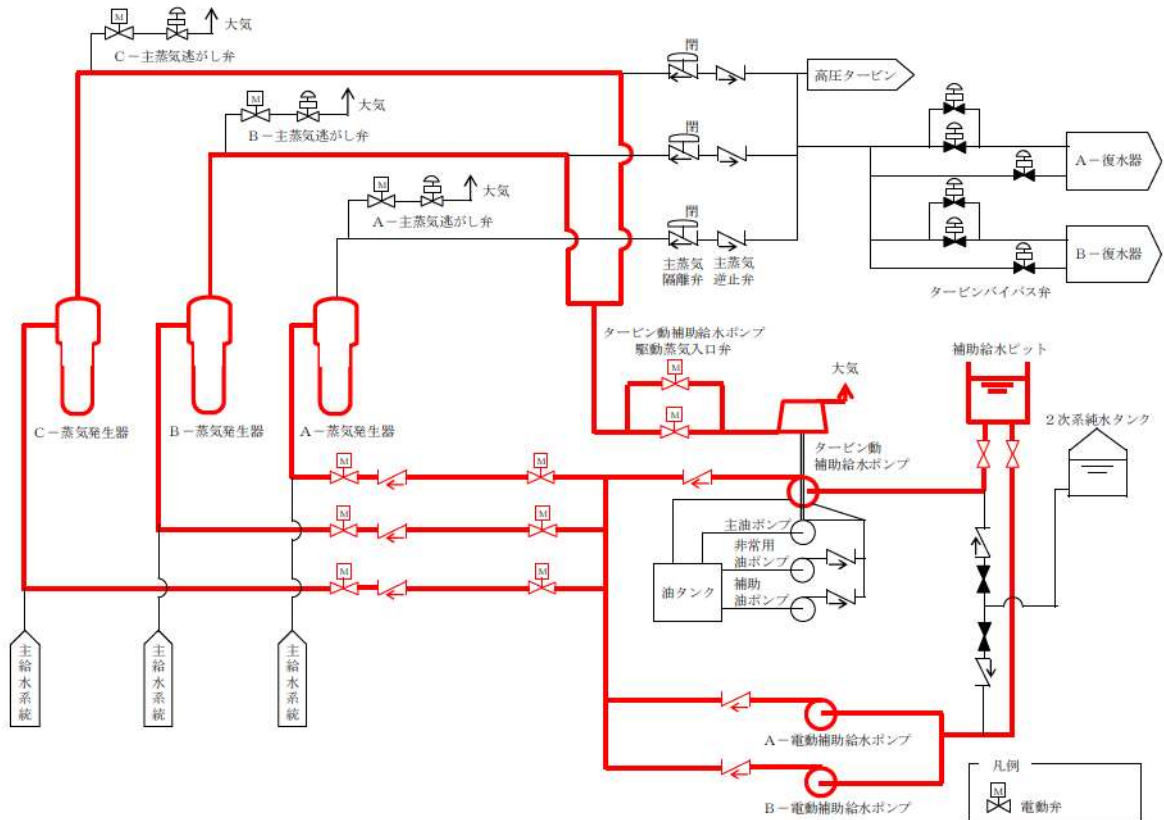 M
大気
C－主蒸気逃がし弁
閉
高圧タービン
M
大気
B－主蒸気逃がし弁
閉
A－復水器
M
大気
A－主蒸気逃がし弁
閉
主蒸気
隔離弁
主蒸気
逆止弁
B－復水器
タービンバイパス弁
タービン動補助給水ポンプ
駆動蒸気入口弁
M
M
大気
補助給水ピット
2次系純水タンク
C－蒸気発生器
B－蒸気発生器
A－蒸気発生器
タービン動
補助給水ポンプ
M
M
M
M
M
M
主油ポンプ
非常用
油ポンプ
補助
油ポンプ
油タンク
主給水系統
主給水系統
主給水系統
A－電動補助給水ポンプ
B－電動補助給水ポンプ
凡例
M
電動弁